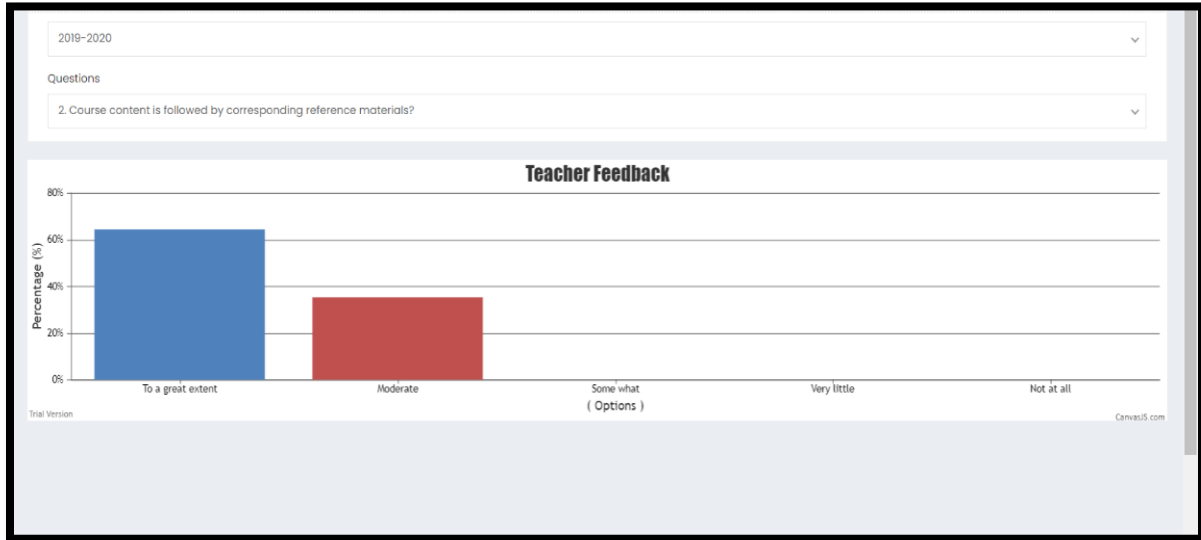 2019-2020
Questions
2. Course content is followed by corresponding reference materials?
Teacher Feedback
80%
60%
40%
20%
0%
Percentage (%)
To a great extent
Moderate
Some what
Very little
Not at all
( Options )
Trial Version
CanvasJS.com